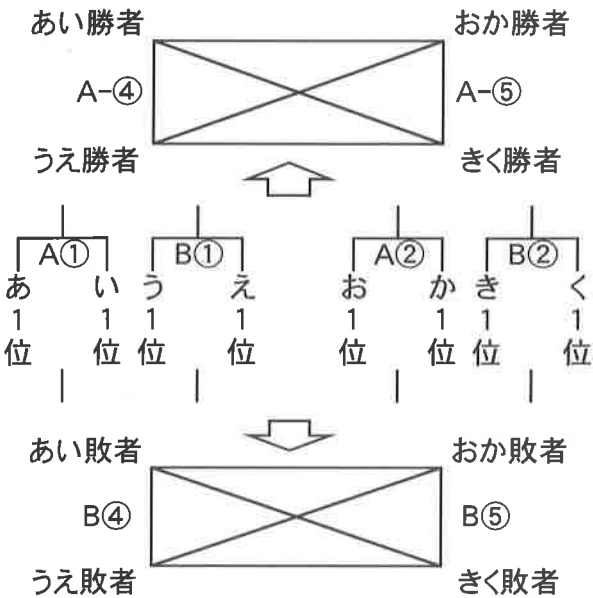 あい勝者 おか勝者
A-④ A-⑤
うえ勝者 きく勝者
A① B① A② B②
あ1位 い1位 う1位 え1位 お1位 か1位 き1位 く1位
あい敗者 おか敗者
B④ B⑤
うえ敗者 きく敗者